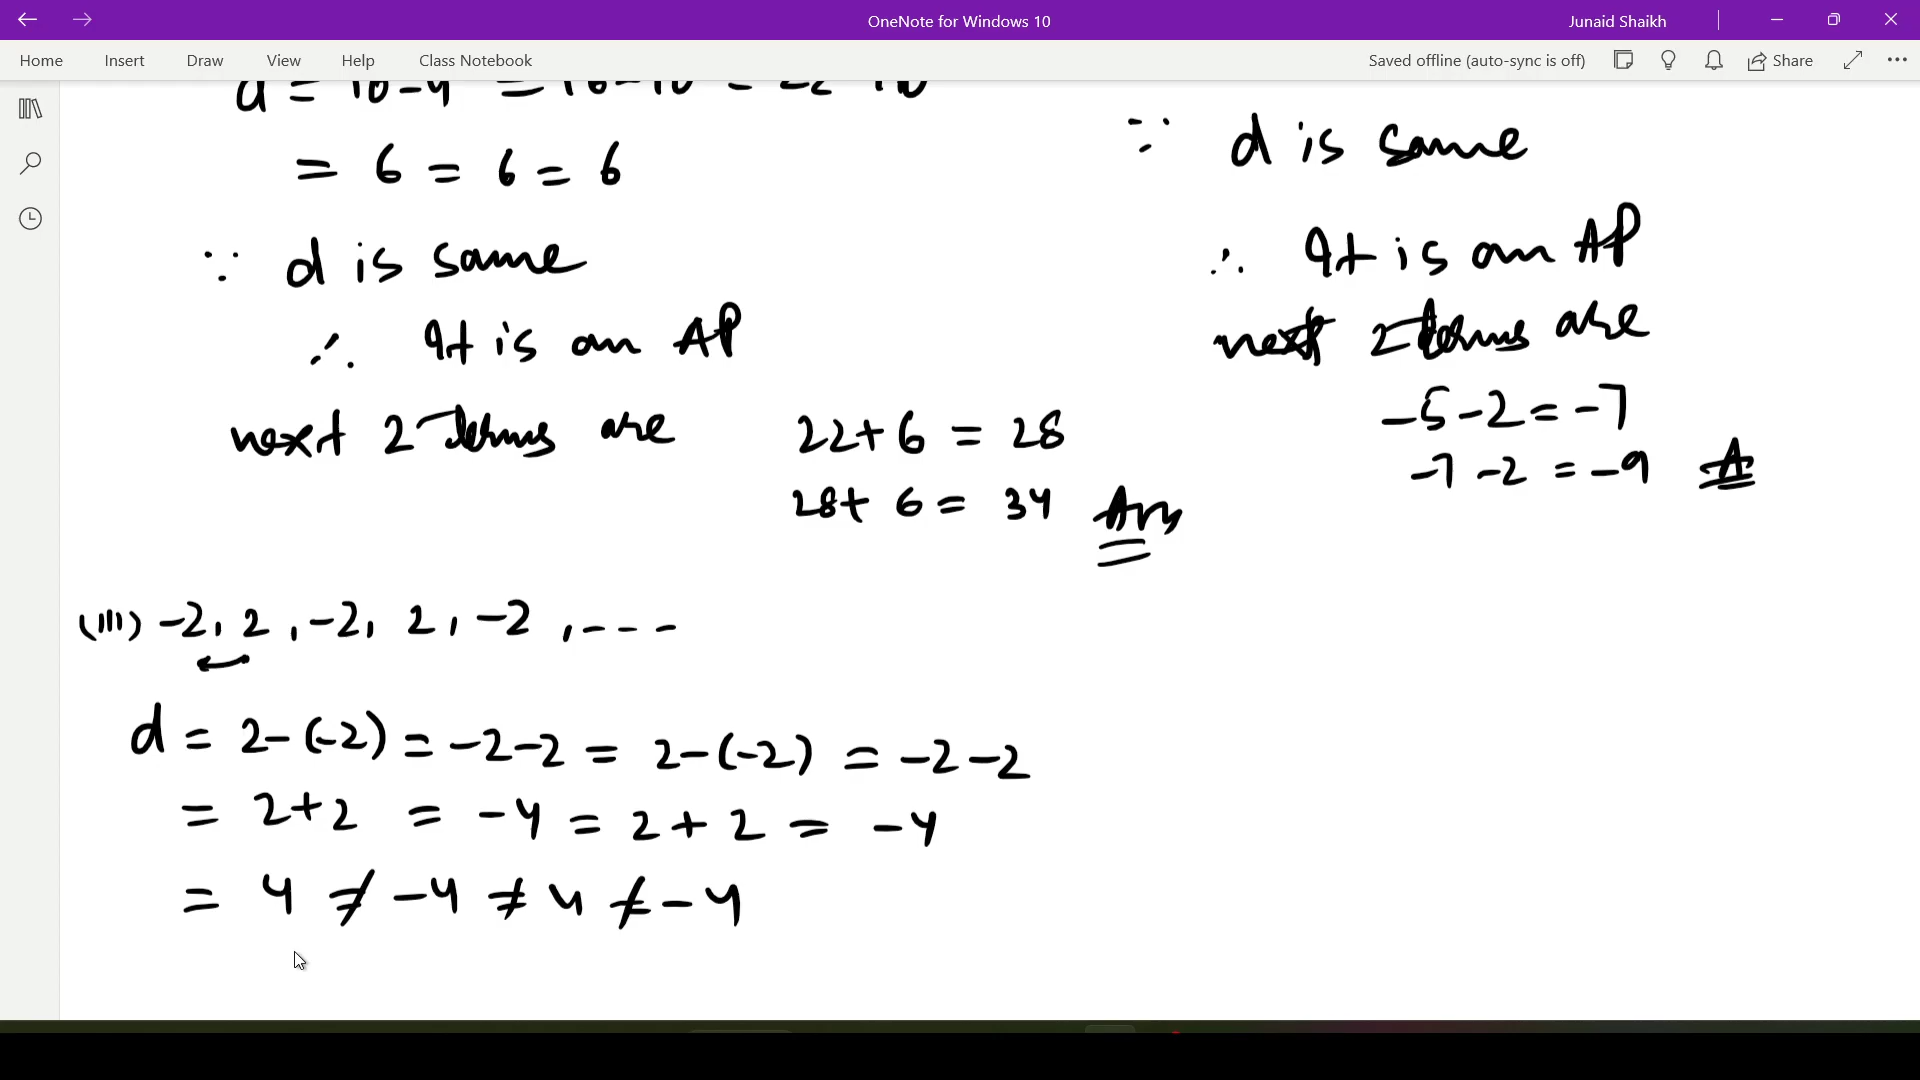 OneNote for Windows 10
Junaid Shaikh
Home Insert Draw View Help Class Notebook
Saved offline (auto-sync is off) Share
= 6 = 6 = 6
∵ d is same
∴ It is an AP
next 2 terms are 22+6 = 28
28+ 6 = 34 Ans
∵ d is same
∴ It is an AP
next 2 terms are
-5-2 = -7
-7-2 = -9 A
(III) -2, 2, -2, 2, -2, ----
d = 2-(-2) = -2-2 = 2-(-2) = -2-2
= 2+2 = -4 = 2+2 = -4
= 4 ≠ -4 ≠ 4 ≠ -4